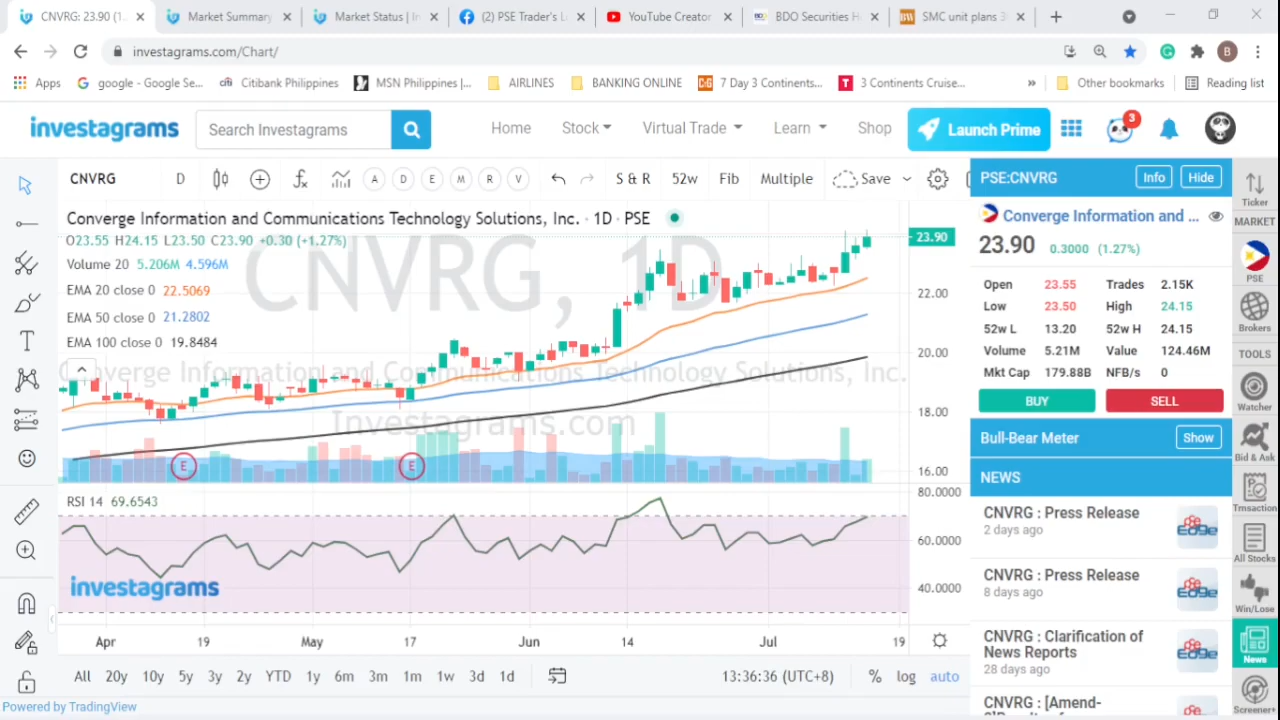 CNVRG: 23.90 (1.
Market Summary
Market Status | In
(2) PSE Trader's L
YouTube Creator
BDO Securities H
SMC unit plans 3
investagrams.com/Chart/
B
Apps
google - Google Se...
Citibank Philippines
MSN Philippines |...
AIRLINES
BANKING ONLINE
7 Day 3 Continents...
3 Continents Cruise...
»
Other bookmarks
Reading list
investagrams
Search Investagrams
Home
Stock
Virtual Trade
Learn
Shop
Launch Prime
3
CNVRG
D
A
D
E
M
R
V
S & R
52w
Fib
Multiple
Save
PSE:CNVRG
Info
Hide
Ticker
Converge Information and Communications Technology Solutions, Inc. · 1D · PSE
O23.55 H24.15 L23.50 C23.90 +0.30 (+1.27%)
Volume 20 5.206M 4.596M
EMA 20 close 0 22.5069
EMA 50 close 0 21.2802
EMA 100 close 0 19.8484
CNVRG, 1D
Converge Information and Communications Technology Solutions, Inc.
Investagrams.com
E
E
23.90
22.00
20.00
18.00
16.00
RSI 14 69.6543
80.0000
60.0000
40.0000
investagrams
Apr
19
May
17
Jun
14
Jul
19
All
20y
10y
5y
3y
2y
YTD
1y
6m
3m
1m
1w
3d
1d
13:36:36 (UTC+8)
%
log
auto
Powered by TradingView
Converge Information and ...
23.90 0.3000 (1.27%)
Open 23.55 Trades 2.15K
Low 23.50 High 24.15
52w L 13.20 52w H 24.15
Volume 5.21M Value 124.46M
Mkt Cap 179.88B NFB/s 0
BUY
SELL
Bull-Bear Meter
Show
NEWS
CNVRG : Press Release
2 days ago
EDGE
CNVRG : Press Release
8 days ago
EDGE
CNVRG : Clarification of
News Reports
28 days ago
EDGE
CNVRG : [Amend-
MARKET
PSE
Brokers
TOOLS
Watcher
Bid & Ask
Trnsaction
All Stocks
Win/Lose
News
Screener+